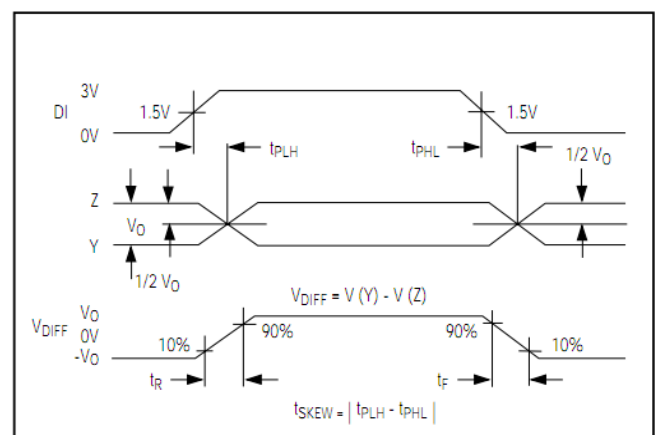 3V
DI 1.5V 1.5V
0V
tPLH tPHL 1/2 VO
Z
VO
Y
1/2 VO
VDIFF = V (Y) - V (Z)
VO
VDIFF 0V 90% 90%
-VO 10% 10%
tR tF
tSKEW = | tPLH - tPHL |